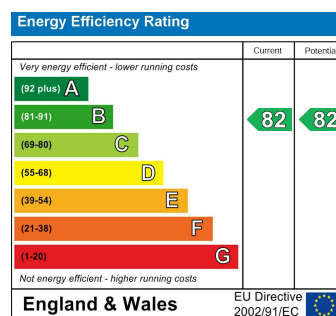 Energy Efficiency Rating
Current Potentia
Very energy efficient - lower running costs
(92 plus) A
(81-91) B
82 82
(69-80) C
(55-68) D
(39-54) E
(21-38) F
(1-20) G
Not energy efficient - higher running costs
England & Wales
EU Directive
2002/91/EC